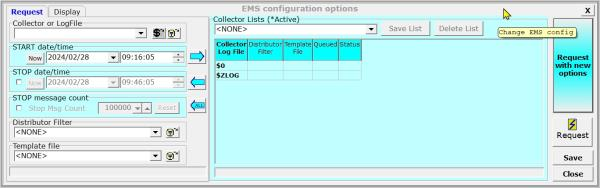 EMS configuration options
X
Request
Display
Collector or LogFile
START date/time
Now
2024/02/28
09:16:05
STOP date/time
Now
2024/02/28
09:46:05
STOP message count
Stop Msg Count
100000
Reset
ALL
Distributor Filter
<NONE>
Template file
<NONE>
Collector Lists (*Active)
<NONE>
Save List
Delete List
Change EMS config
Collector Log File
Distributor Filter
Template File
Queued
Status
$0
$ZLOG
Request with new options
Request
Save
Close